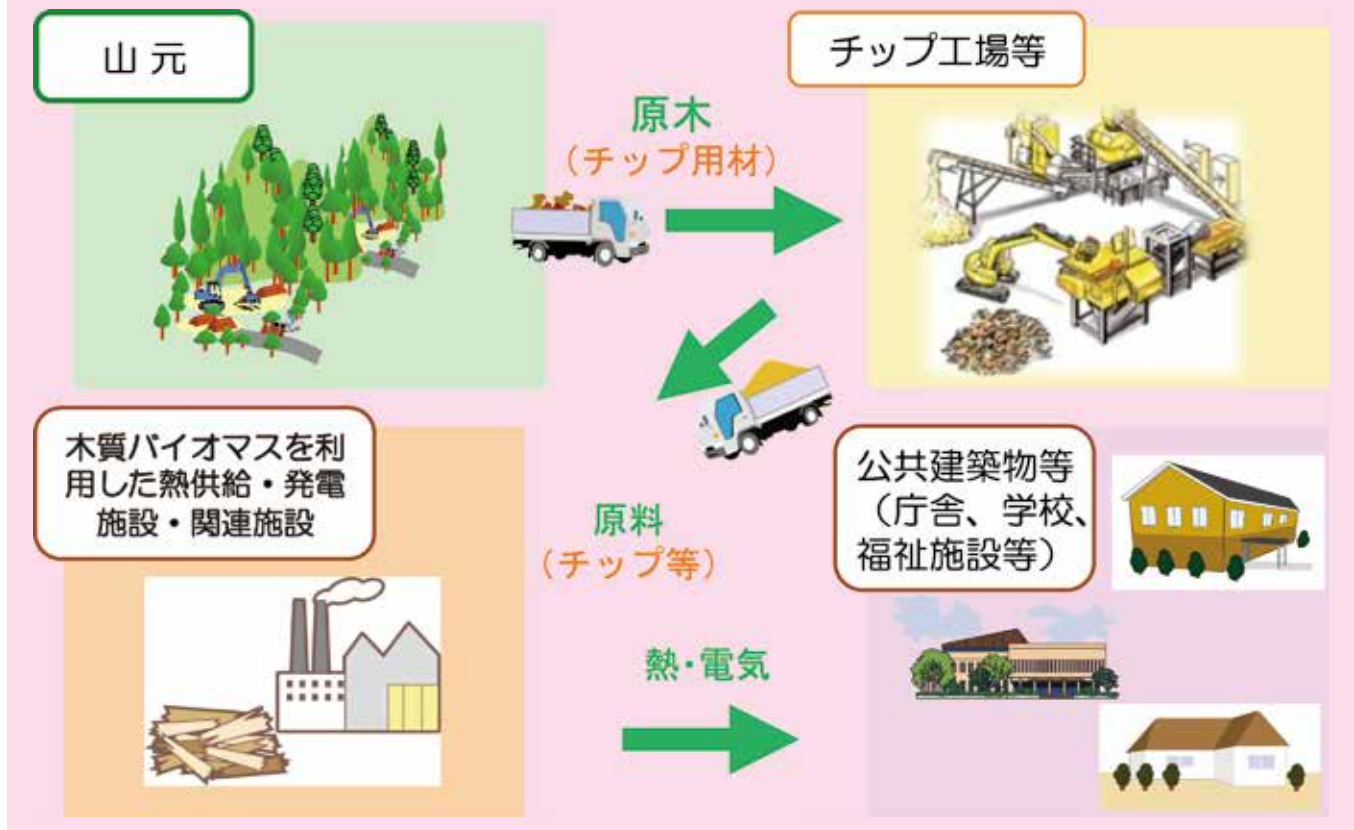 山元
チップ工場等
原木
（チップ用材）
木質バイオマスを利
用した熱供給・発電
施設・関連施設
原料
（チップ等）
公共建築物等
（庁舎、学校、
福祉施設等）
熱・電気